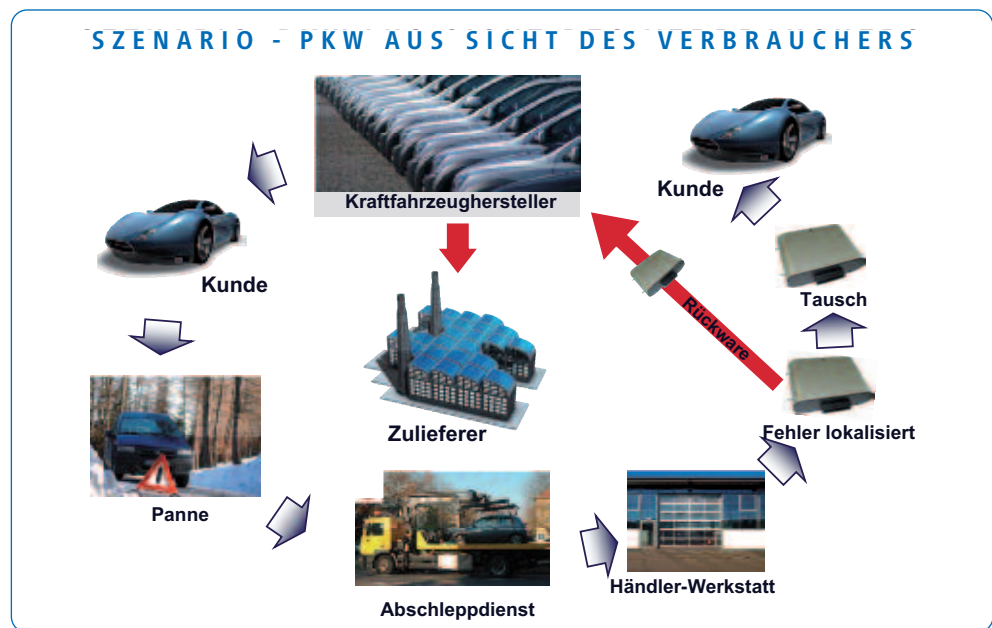 SZENARIO - PKW AUS SICHT DES VERBRAUCHERS
Kraftfahrzeughersteller
Kunde
Panne
Abschleppdienst
Händler-Werkstatt
Fehler lokalisiert
Tausch
Kunde
Rückware
Zulieferer